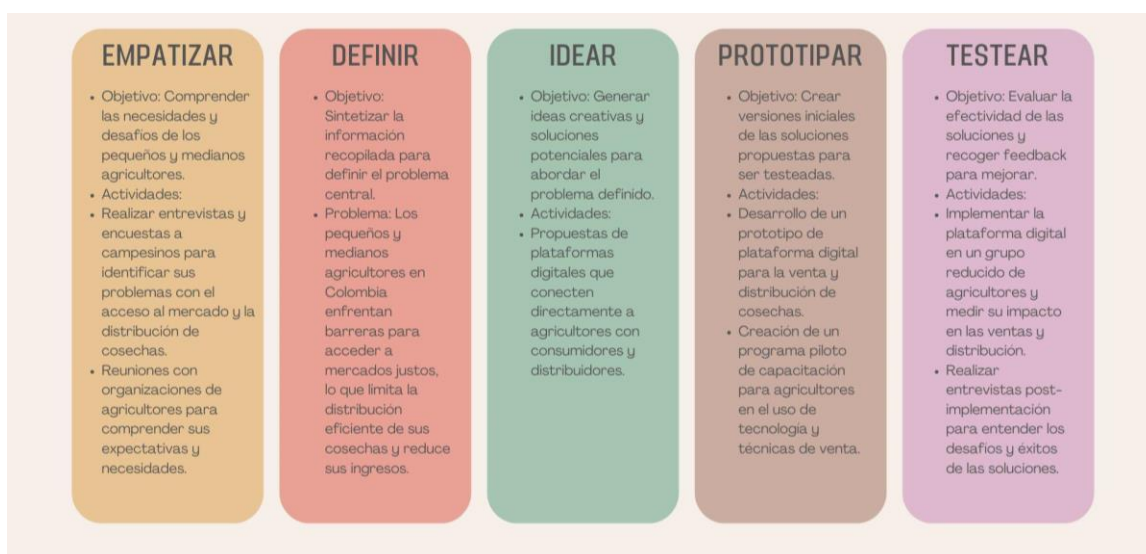 EMPATIZAR
• Objetivo: Comprender
las necesidades y
desafíos de los
pequeños y medianos
agricultores.
• Actividades:
• Realizar entrevistas y
encuestas a
campesinos para
identificar sus
problemas con el
acceso al mercado y la
distribución de
cosechas.
• Reuniones con
organizaciones de
agricultores para
comprender sus
expectativas y
necesidades.
DEFINIR
• Objetivo:
Sintetizar la
información
recopilada para
definir el problema
central.
• Problema: Los
pequeños y
medianos
agricultores en
Colombia
enfrentan
barreras para
acceder a
mercados justos,
lo que limita la
distribución
eficiente de sus
cosechas y reduce
sus ingresos.
IDEAR
• Objetivo: Generar
ideas creativas y
soluciones
potenciales para
abordar el
problema definido.
• Actividades:
• Propuestas de
plataformas
digitales que
conecten
directamente a
agricultores con
consumidores y
distribuidores.
PROTOTIPAR
• Objetivo: Crear
versiones iniciales
de las soluciones
propuestas para
ser testeadas.
• Actividades:
• Desarrollo de un
prototipo de
plataforma digital
para la venta y
distribución de
cosechas.
• Creación de un
programa piloto
de capacitación
para agricultores
en el uso de
tecnología y
técnicas de venta.
TESTEAR
• Objetivo: Evaluar la
efectividad de las
soluciones y
recoger feedback
para mejorar.
• Actividades:
• Implementar la
plataforma digital
en un grupo
reducido de
agricultores y
medir su impacto
en las ventas y
distribución.
• Realizar
entrevistas post-
implementación
para entender los
desafíos y éxitos
de las soluciones.